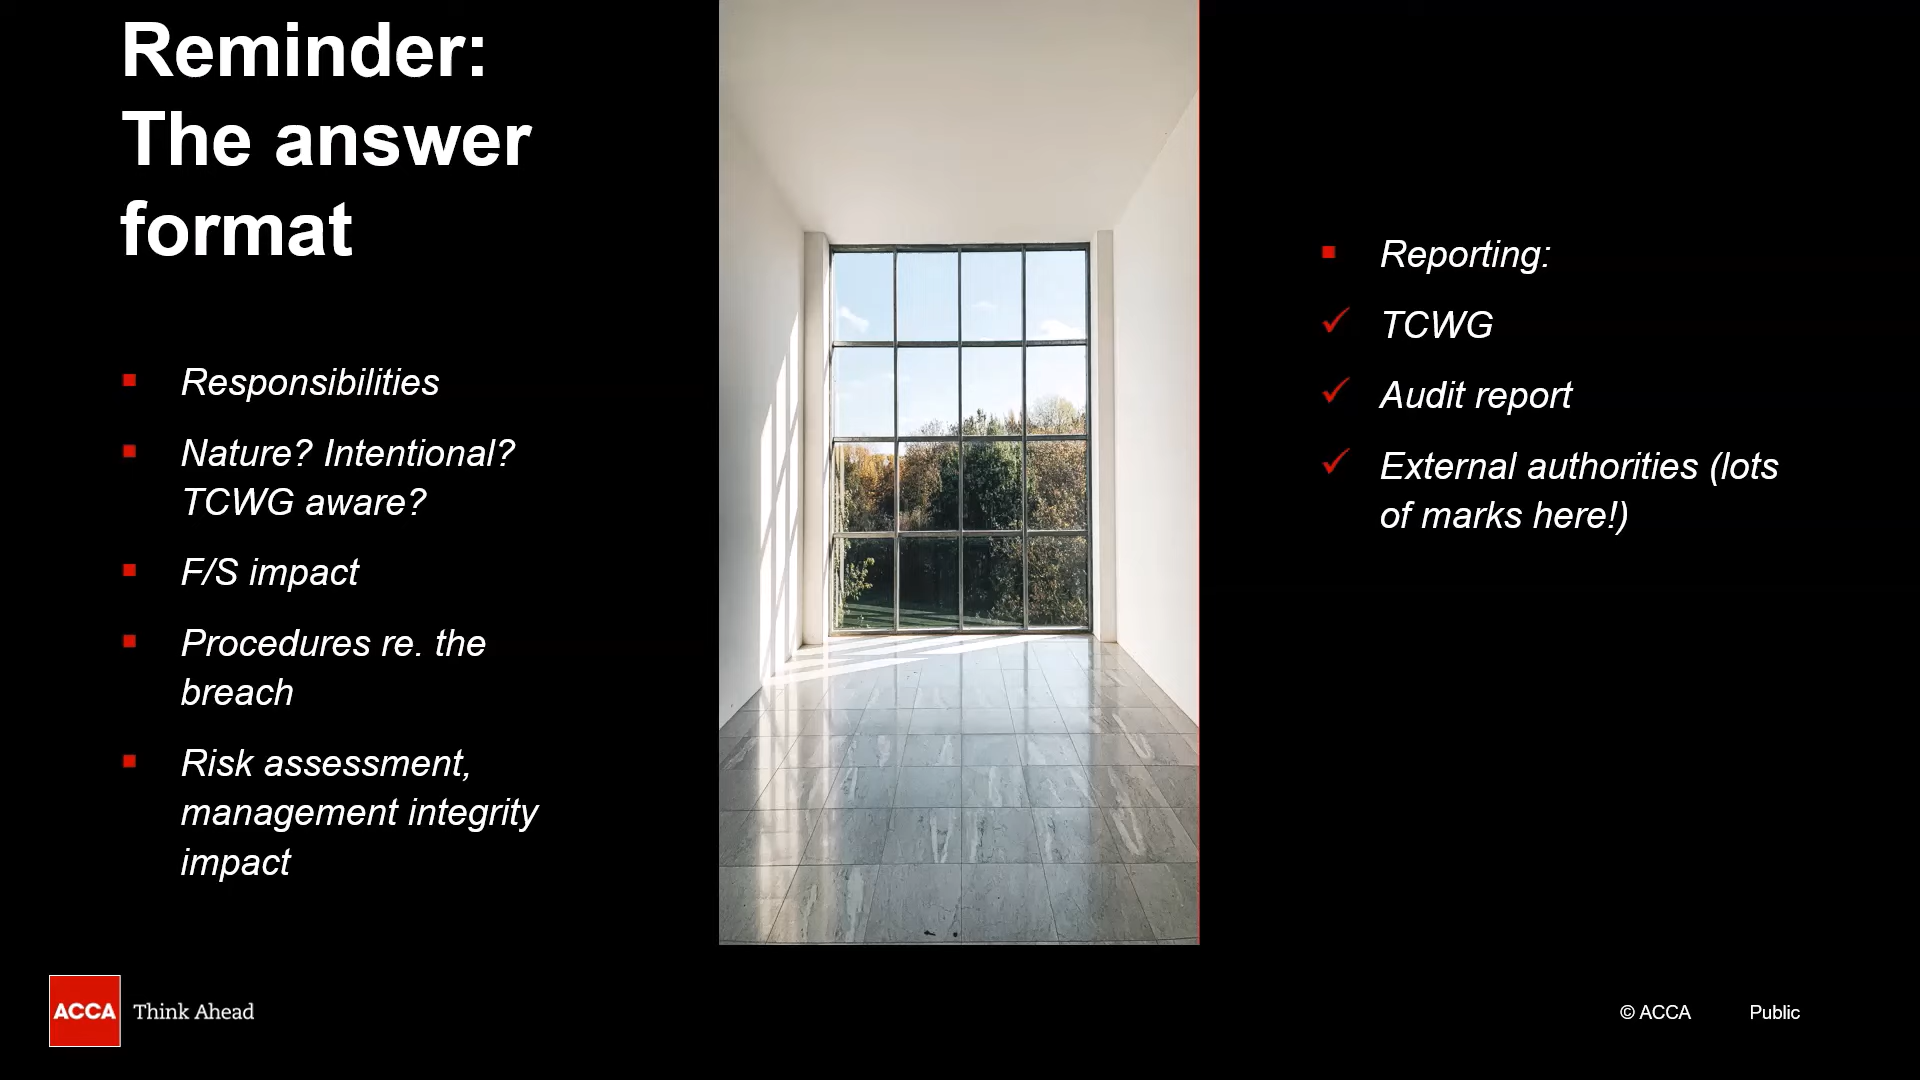 Reminder:
The answer
format
Responsibilities
Nature? Intentional?
TCWG aware?
F/S impact
Procedures re. the
breach
Risk assessment,
management integrity
impact
Reporting:
TCWG
Audit report
External authorities (lots
of marks here!)
ACCA Think Ahead
© ACCA Public